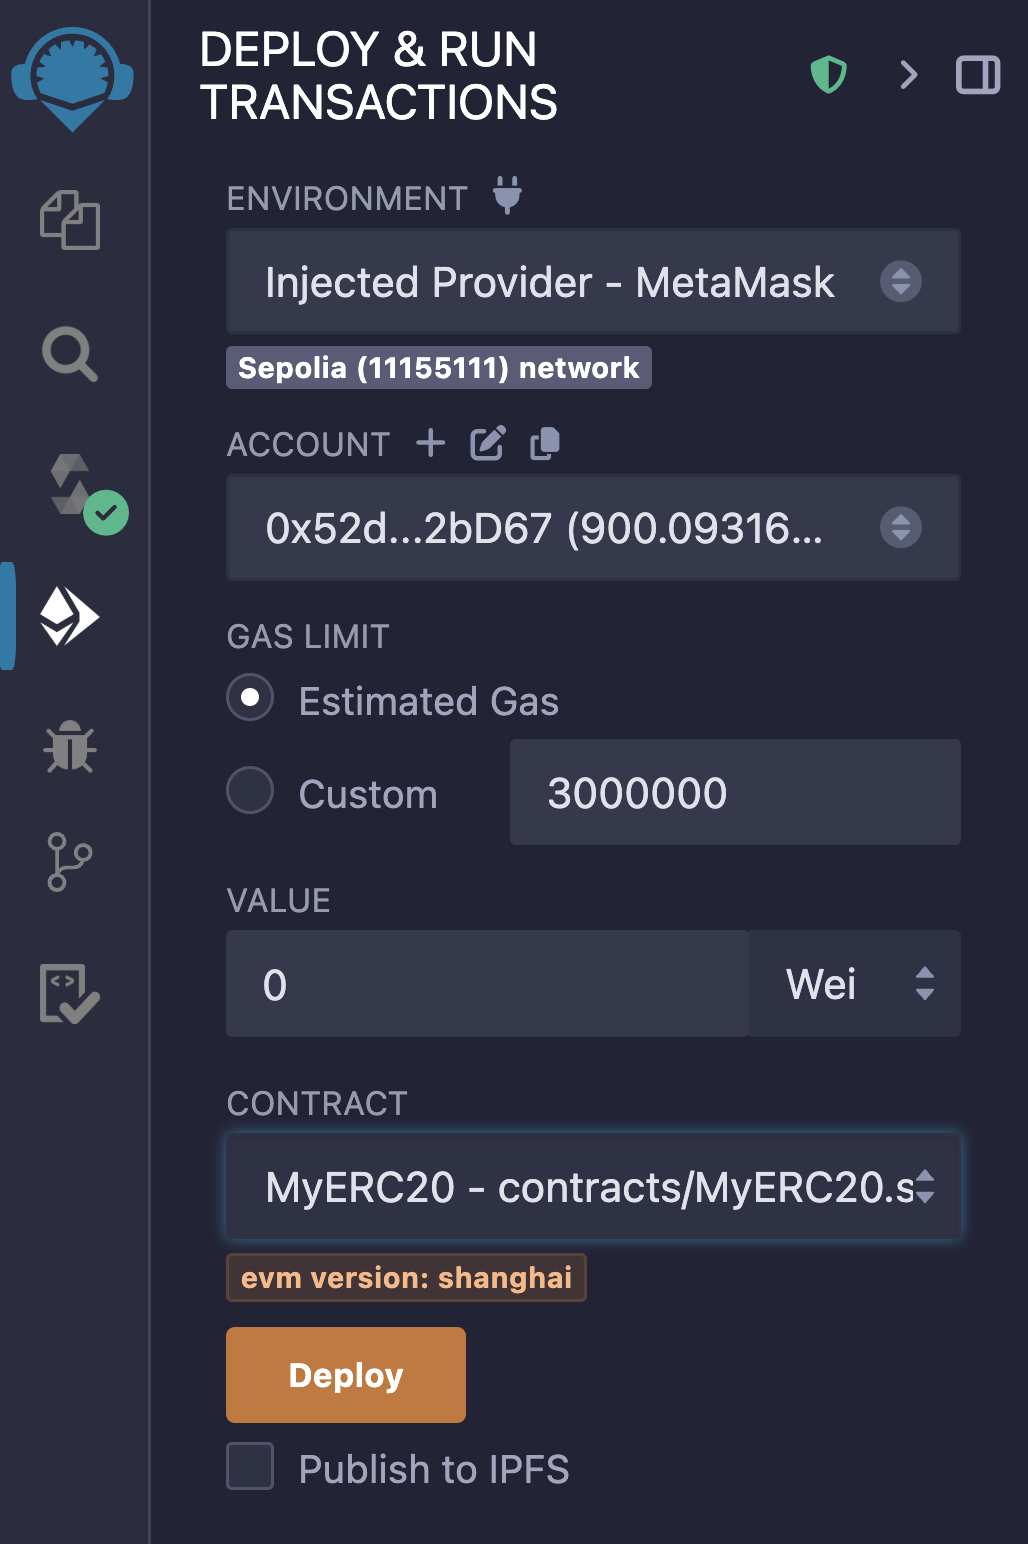 DEPLOY & RUN
TRANSACTIONS
ENVIRONMENT
Injected Provider - MetaMask
Sepolia (11155111) network
ACCOUNT
0x52d...2bD67 (900.09316...
GAS LIMIT
Estimated Gas
Custom 3000000
VALUE
0 Wei
CONTRACT
MyERC20 - contracts/MyERC20.s
evm version: shanghai
Deploy
Publish to IPFS